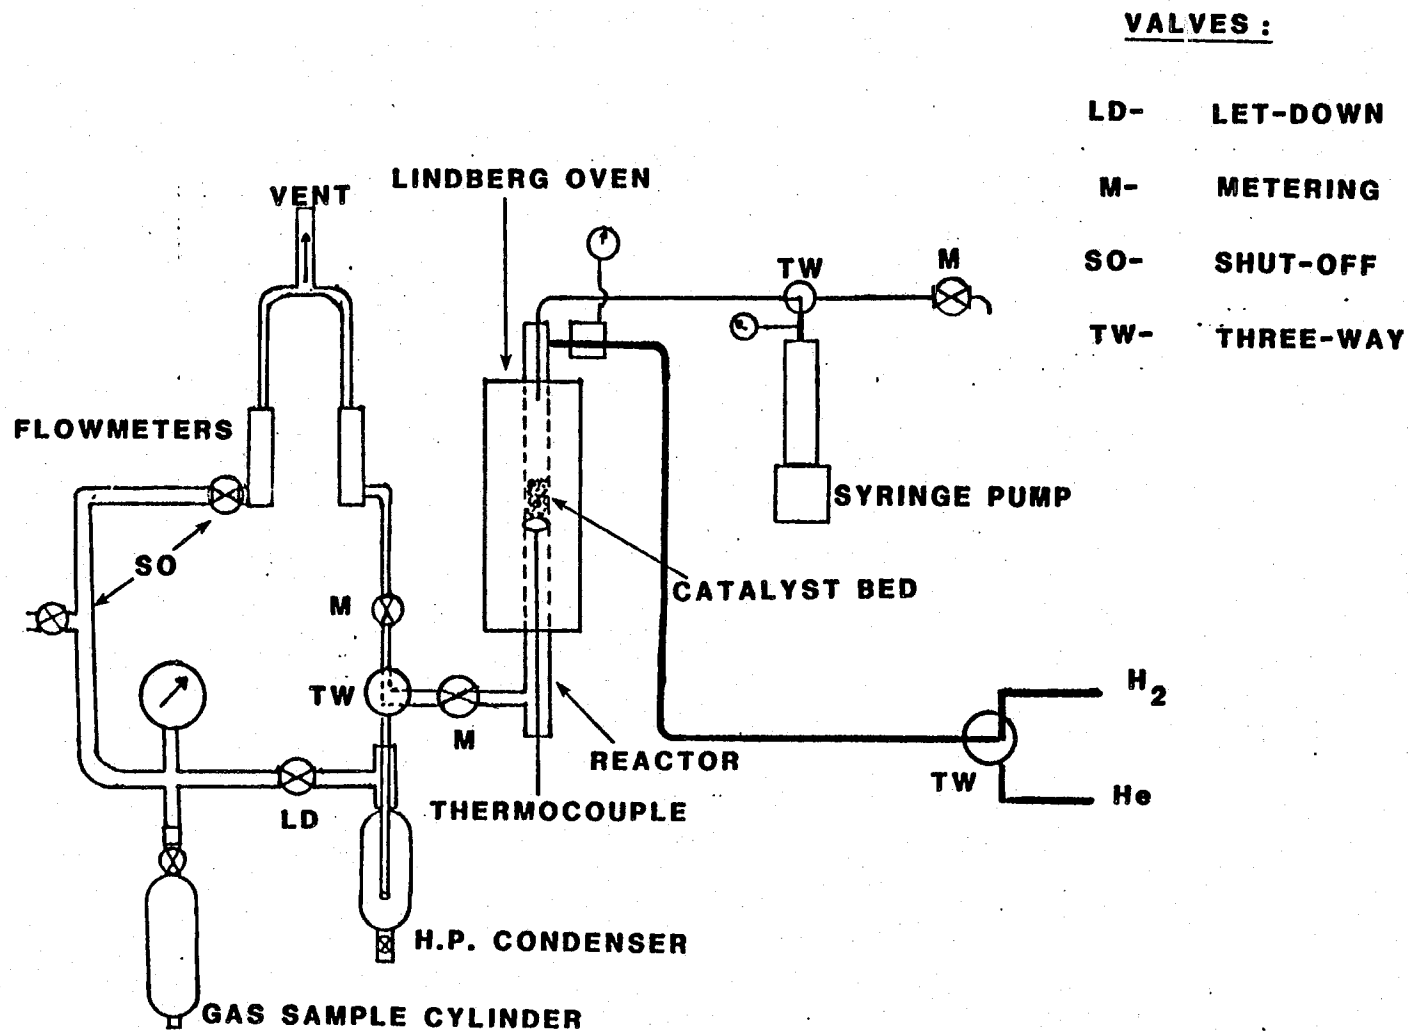 VALVES :
LD- LET-DOWN
M- METERING
SO- SHUT-OFF
TW- THREE-WAY
LINDBERG OVEN
VENT
TW
M
FLOWMETERS
SYRINGE PUMP
SO
CATALYST BED
M
TW
M
H2
REACTOR
TW
He
LD
THERMOCOUPLE
H.P. CONDENSER
GAS SAMPLE CYLINDER